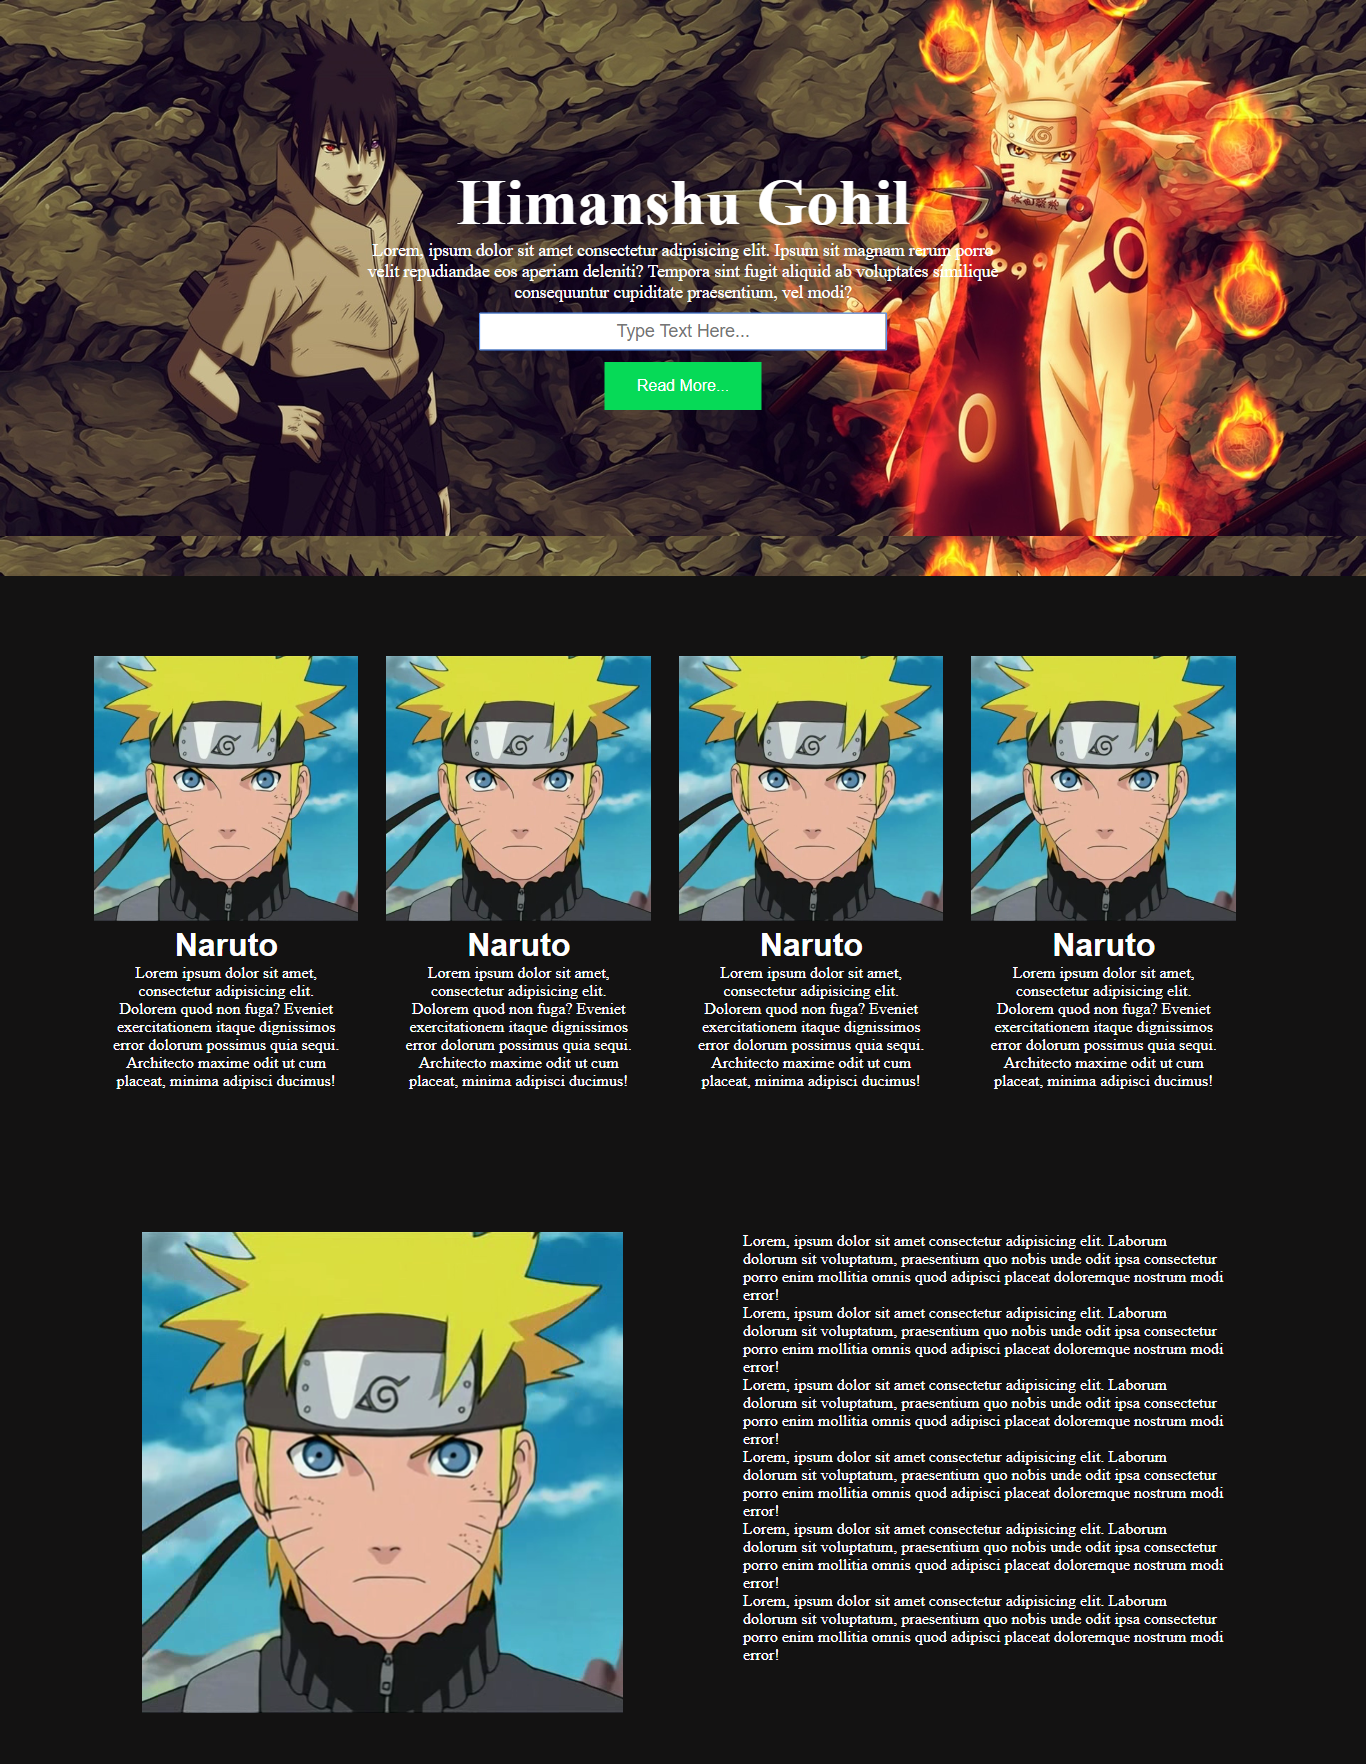 Himanshu Gohil
Lorem, ipsum dolor sit amet consectetur adipisicing elit. Ipsum sit magnam rerum porro
velit repudiandae eos aperiam deleniti? Tempora sint fugit aliquid ab voluptates similique
consequuntur cupiditate praesentium, vel modi?
Type Text Here...
Read More...
Naruto
Lorem ipsum dolor sit amet,
consectetur adipisicing elit.
Dolorem quod non fuga? Eveniet
exercitationem itaque dignissimos
error dolorum possimus quia sequi.
Architecto maxime odit ut cum
placeat, minima adipisci ducimus!
Naruto
Lorem ipsum dolor sit amet,
consectetur adipisicing elit.
Dolorem quod non fuga? Eveniet
exercitationem itaque dignissimos
error dolorum possimus quia sequi.
Architecto maxime odit ut cum
placeat, minima adipisci ducimus!
Naruto
Lorem ipsum dolor sit amet,
consectetur adipisicing elit.
Dolorem quod non fuga? Eveniet
exercitationem itaque dignissimos
error dolorum possimus quia sequi.
Architecto maxime odit ut cum
placeat, minima adipisci ducimus!
Naruto
Lorem ipsum dolor sit amet,
consectetur adipisicing elit.
Dolorem quod non fuga? Eveniet
exercitationem itaque dignissimos
error dolorum possimus quia sequi.
Architecto maxime odit ut cum
placeat, minima adipisci ducimus!
Lorem, ipsum dolor sit amet consectetur adipisicing elit. Laborum
dolorum sit voluptatum, praesentium quo nobis unde odit ipsa consectetur
porro enim mollitia omnis quod adipisci placeat doloremque nostrum modi
error!
Lorem, ipsum dolor sit amet consectetur adipisicing elit. Laborum
dolorum sit voluptatum, praesentium quo nobis unde odit ipsa consectetur
porro enim mollitia omnis quod adipisci placeat doloremque nostrum modi
error!
Lorem, ipsum dolor sit amet consectetur adipisicing elit. Laborum
dolorum sit voluptatum, praesentium quo nobis unde odit ipsa consectetur
porro enim mollitia omnis quod adipisci placeat doloremque nostrum modi
error!
Lorem, ipsum dolor sit amet consectetur adipisicing elit. Laborum
dolorum sit voluptatum, praesentium quo nobis unde odit ipsa consectetur
porro enim mollitia omnis quod adipisci placeat doloremque nostrum modi
error!
Lorem, ipsum dolor sit amet consectetur adipisicing elit. Laborum
dolorum sit voluptatum, praesentium quo nobis unde odit ipsa consectetur
porro enim mollitia omnis quod adipisci placeat doloremque nostrum modi
error!
Lorem, ipsum dolor sit amet consectetur adipisicing elit. Laborum
dolorum sit voluptatum, praesentium quo nobis unde odit ipsa consectetur
porro enim mollitia omnis quod adipisci placeat doloremque nostrum modi
error!